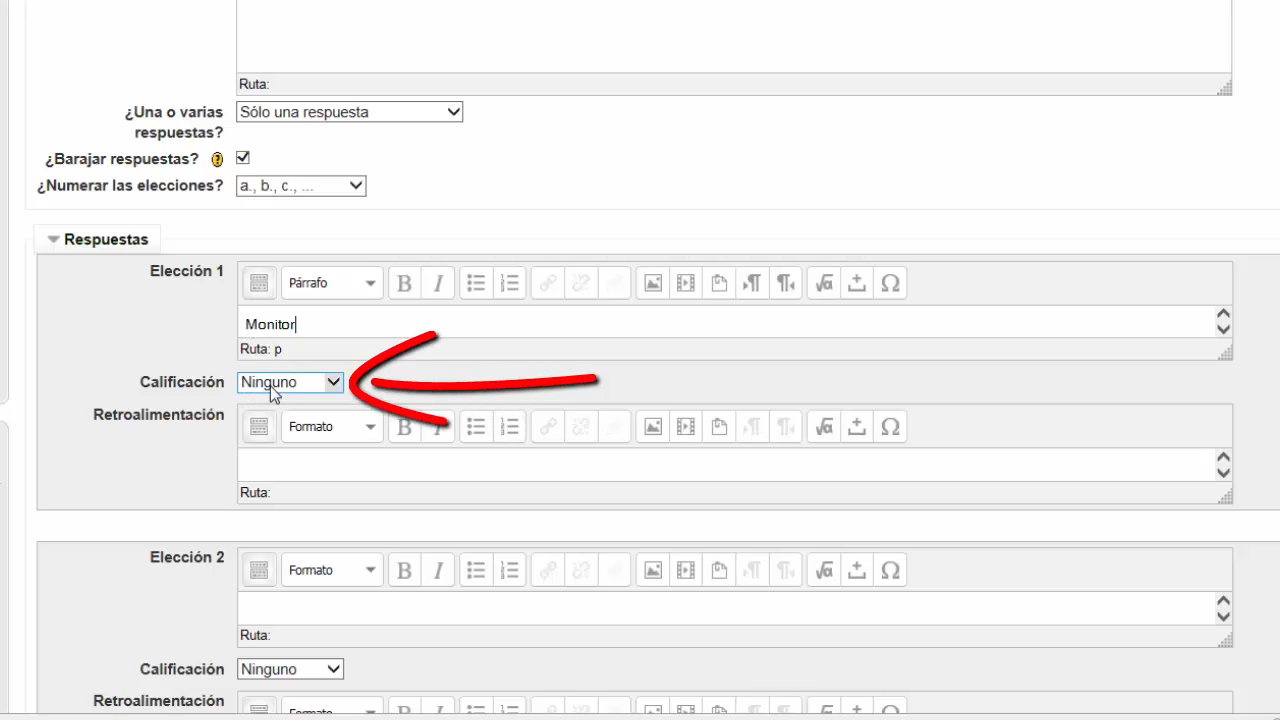 Ruta:
¿Una o varias respuestas?
Sólo una respuesta
¿Barajar respuestas?
¿Numerar las elecciones?
a., b., c., ...
Respuestas
Elección 1
Párrafo
B I
Monitor
Ruta: p
Calificación
Ninguno
Retroalimentación
Formato
B I
Ruta:
Elección 2
Formato
B I
Ruta:
Calificación
Ninguno
Retroalimentación
Formato
B I